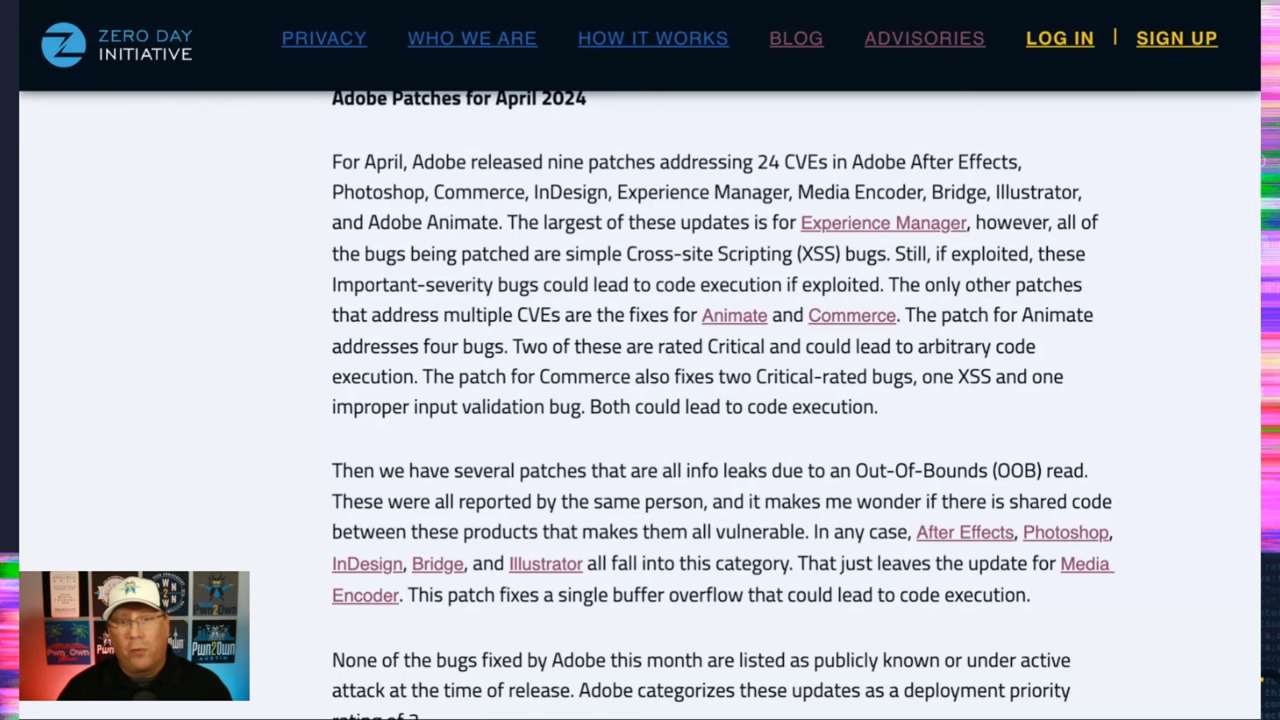 ZERO DAY
INITIATIVE
PRIVACY WHO WE ARE HOW IT WORKS BLOG ADVISORIES LOG IN | SIGN UP
Adobe Patches for April 2024
For April, Adobe released nine patches addressing 24 CVEs in Adobe After Effects,
Photoshop, Commerce, InDesign, Experience Manager, Media Encoder, Bridge, Illustrator,
and Adobe Animate. The largest of these updates is for Experience Manager, however, all of
the bugs being patched are simple Cross-site Scripting (XSS) bugs. Still, if exploited, these
Important-severity bugs could lead to code execution if exploited. The only other patches
that address multiple CVEs are the fixes for Animate and Commerce. The patch for Animate
addresses four bugs. Two of these are rated Critical and could lead to arbitrary code
execution. The patch for Commerce also fixes two Critical-rated bugs, one XSS and one
improper input validation bug. Both could lead to code execution.
Then we have several patches that are all info leaks due to an Out-Of-Bounds (OOB) read.
These were all reported by the same person, and it makes me wonder if there is shared code
between these products that makes them all vulnerable. In any case, After Effects, Photoshop,
InDesign, Bridge, and Illustrator all fall into this category. That just leaves the update for Media
Encoder. This patch fixes a single buffer overflow that could lead to code execution.
None of the bugs fixed by Adobe this month are listed as publicly known or under active
attack at the time of release. Adobe categorizes these updates as a deployment priority
rating of 3
Pwn2Own
Pwn Own
Pwn2Own
AUSTIN